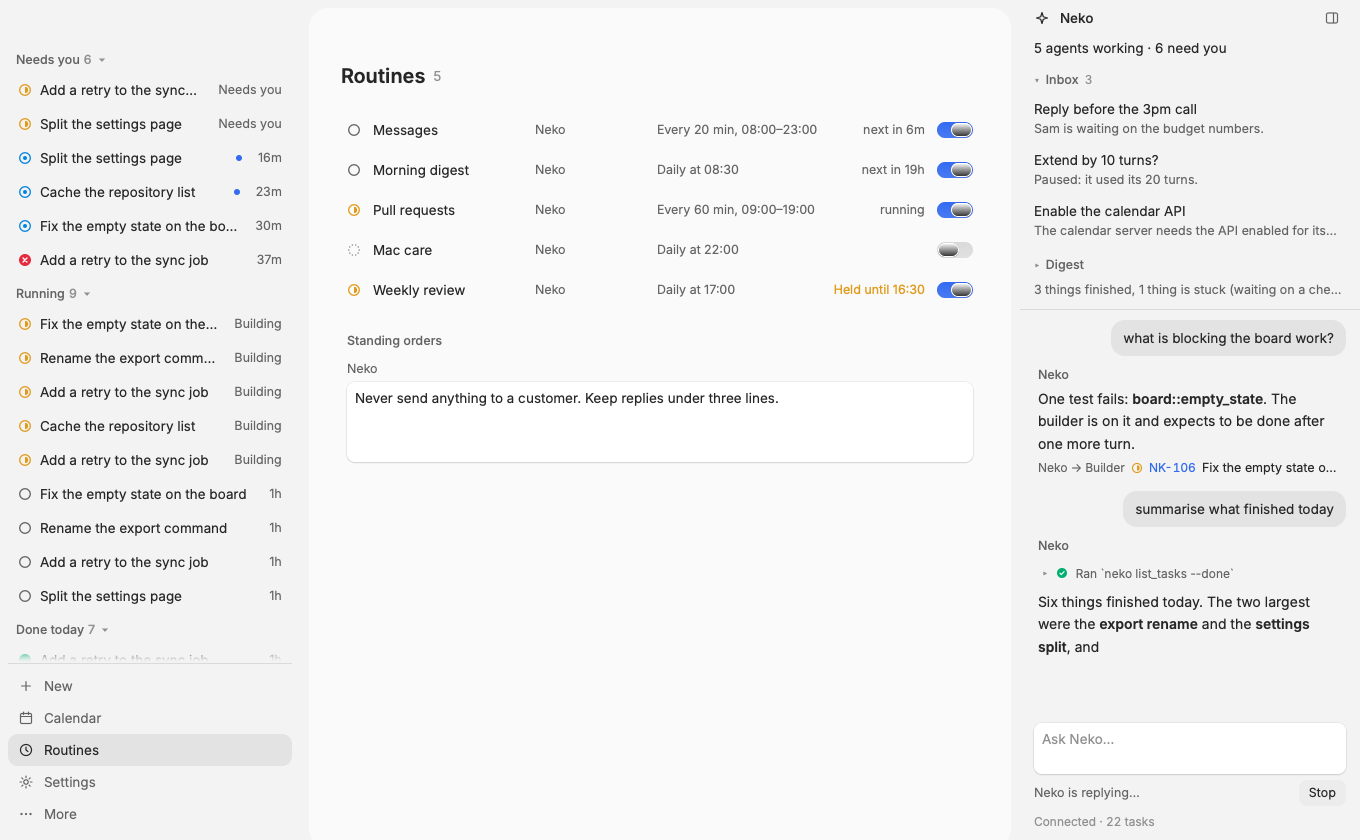 Needs you 6
Add a retry to the sync... Needs you
Split the settings page Needs you
Split the settings page 16m
Cache the repository list 23m
Fix the empty state on the bo... 30m
Add a retry to the sync job 37m
Running 9
Fix the empty state on the... Building
Rename the export comm... Building
Add a retry to the sync job Building
Cache the repository list Building
Add a retry to the sync job Building
Fix the empty state on the board 1h
Rename the export command 1h
Add a retry to the sync job 1h
Split the settings page 1h
Done today 7
Add a retry to the sync job 1h
New
Calendar
Routines
Settings
More
Routines 5
Messages Neko Every 20 min, 08:00–23:00 next in 6m
Morning digest Neko Daily at 08:30 next in 19h
Pull requests Neko Every 60 min, 09:00–19:00 running
Mac care Neko Daily at 22:00
Weekly review Neko Daily at 17:00 Held until 16:30
Standing orders
Neko
Never send anything to a customer. Keep replies under three lines.
Neko
5 agents working · 6 need you
Inbox 3
Reply before the 3pm call
Sam is waiting on the budget numbers.
Extend by 10 turns?
Paused: it used its 20 turns.
Enable the calendar API
The calendar server needs the API enabled for its...
Digest
3 things finished, 1 thing is stuck (waiting on a che...
what is blocking the board work?
Neko
One test fails: board::empty_state. The
builder is on it and expects to be done after
one more turn.
Neko → Builder NK-106 Fix the empty state o...
summarise what finished today
Neko
Ran `neko list_tasks --done`
Six things finished today. The two largest
were the export rename and the settings
split, and
Ask Neko...
Neko is replying... Stop
Connected · 22 tasks